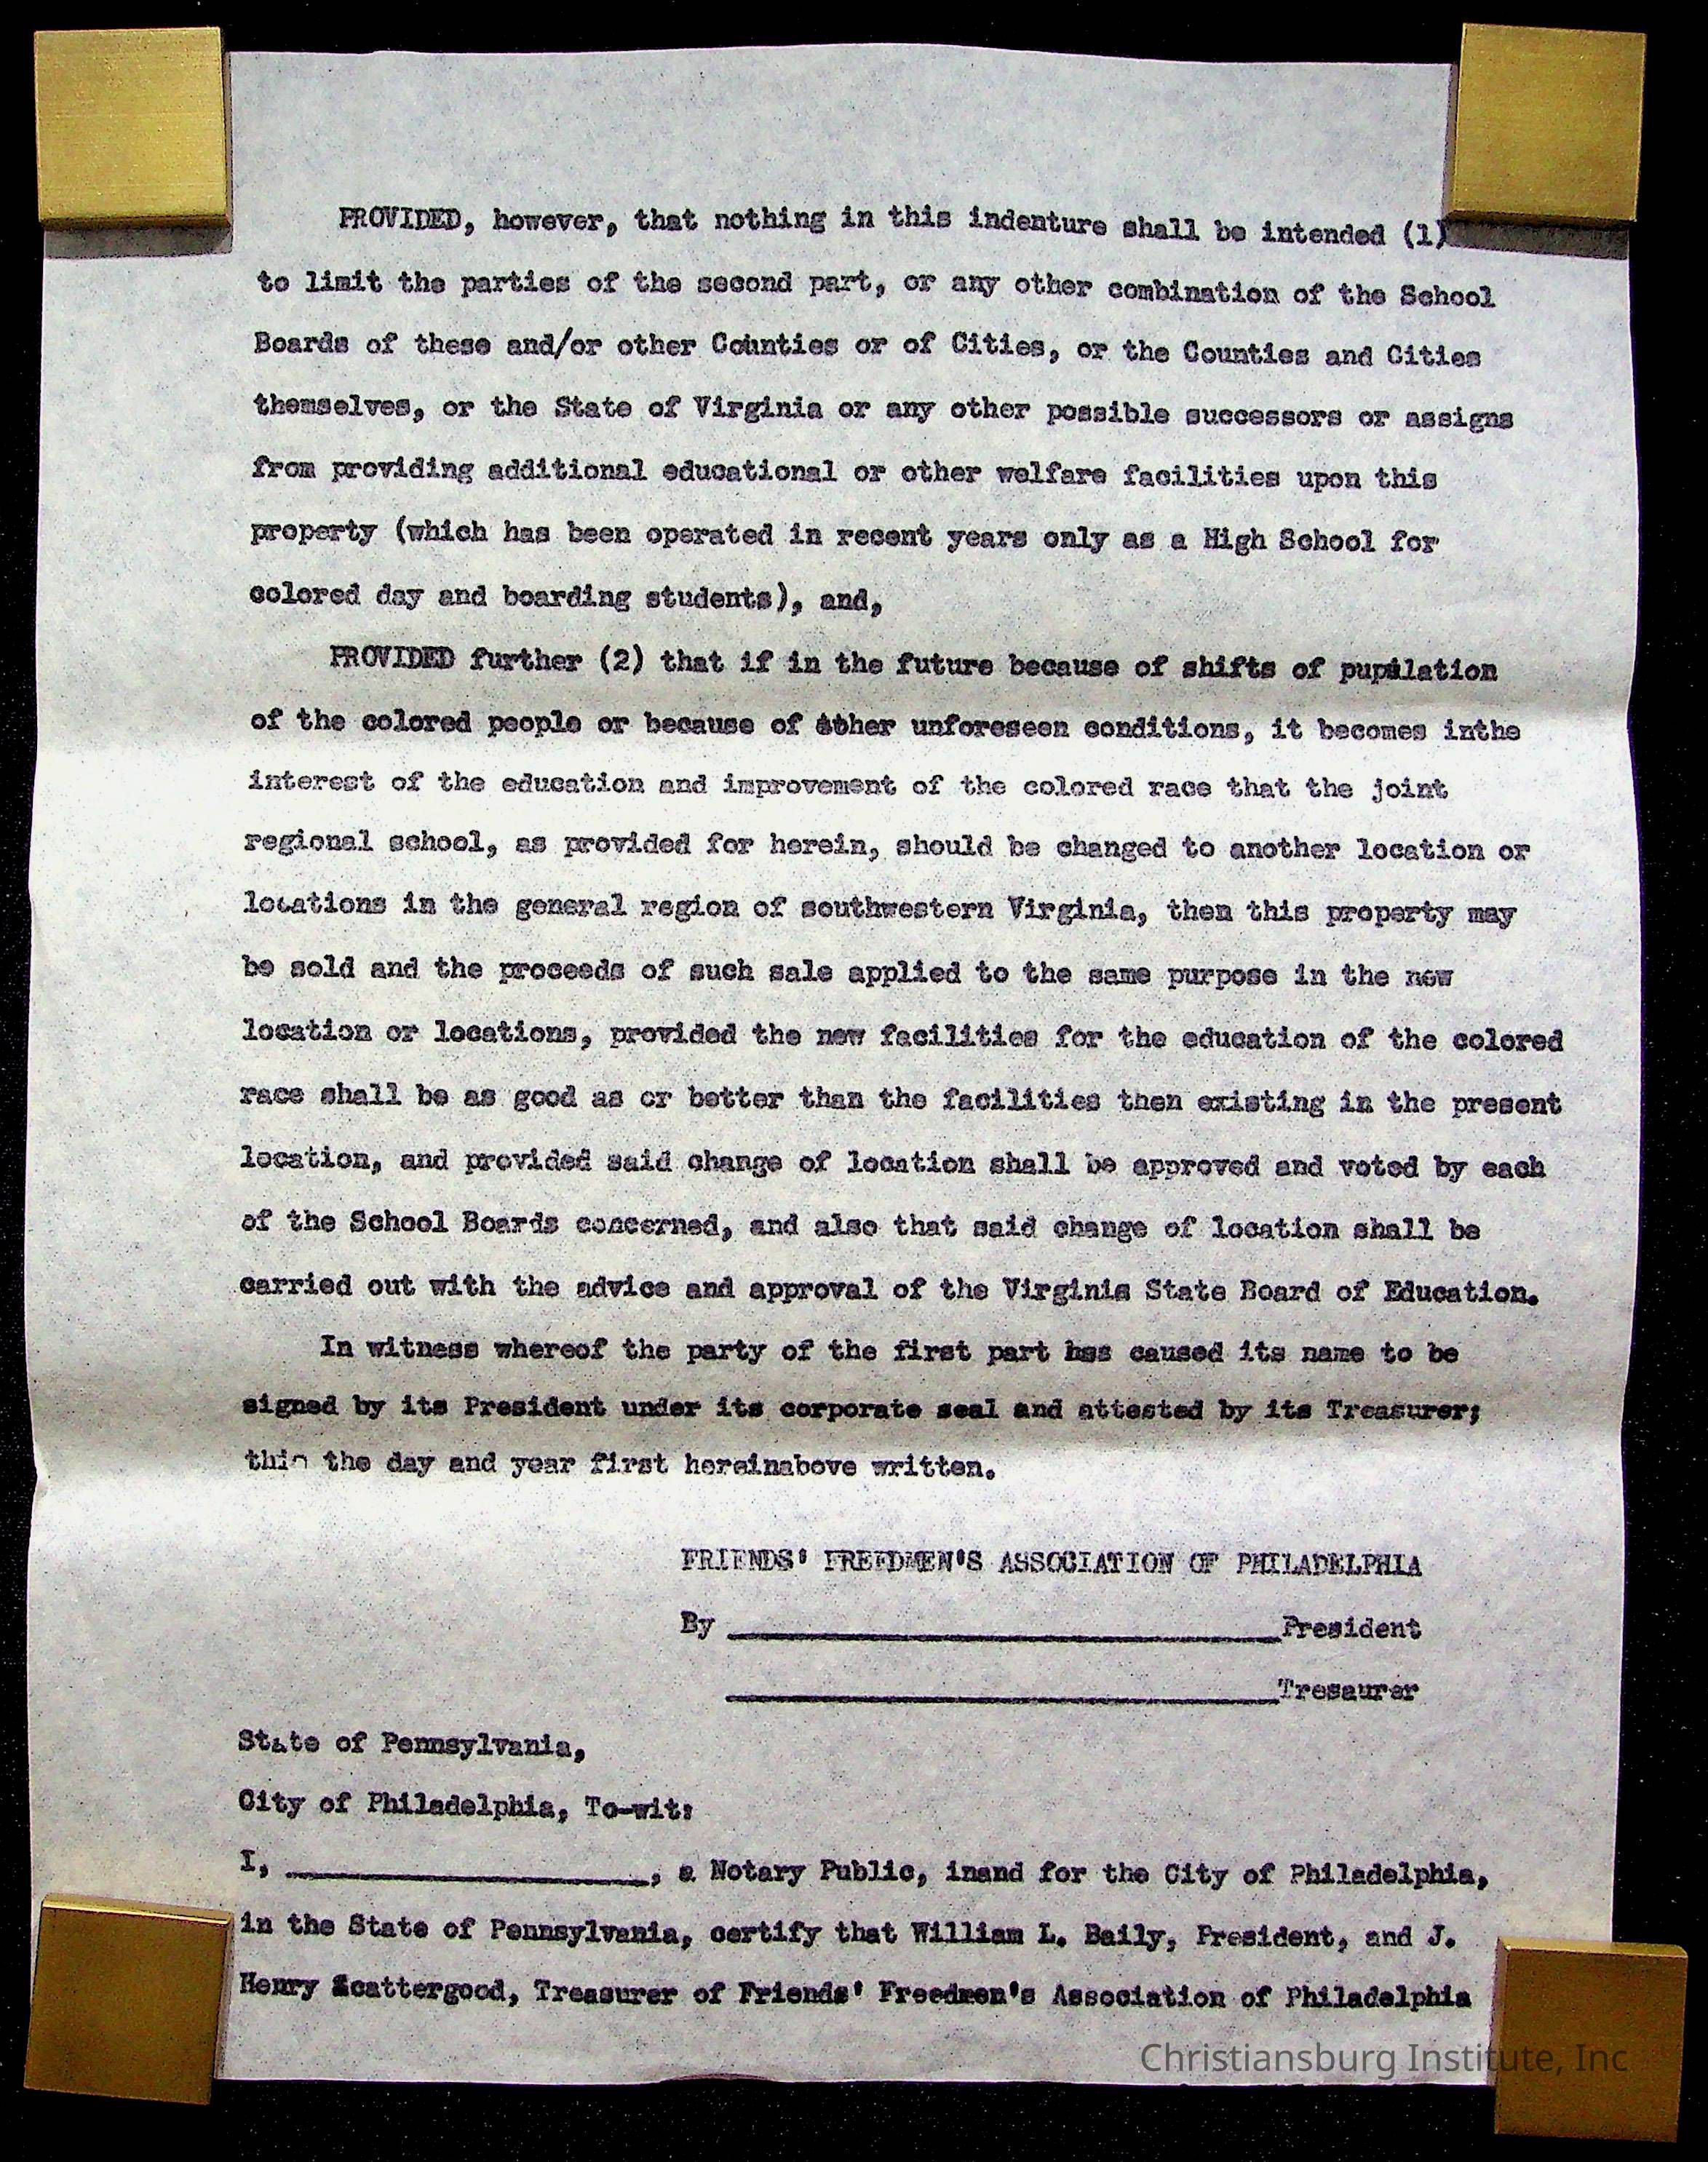 PROVIDED, however, that nothing in this indenture shall be intended (1)
to limit the parties of the second part, or any other combination of the School
Boards of these and/or other Counties or of Cities, or the Counties and Cities
themselves, or the State of Virginia or any other possible successors or assigns
from providing additional educational or other welfare facilities upon this
property (which has been operated in recent years only as a High School for
colored day and boarding students), and,
PROVIDED further (2) that if in the future because of shifts of pupulation
of the colored people or because of other unforeseen conditions, it becomes inthe
interest of the education and improvement of the colored race that the joint
regional school, as provided for herein, should be changed to another location or
locations in the general region of southwestern Virginia, then this property may
be sold and the proceeds of such sale applied to the same purpose in the new
location or locations, provided the new facilities for the education of the colored
race shall be as good as or better than the facilities then existing in the present
location, and provided said change of location shall be approved and voted by each
of the School Boards concerned, and also that said change of location shall be
carried out with the advice and approval of the Virginia State Board of Education.
In witness whereof the party of the first part has caused its name to be
signed by its President under its corporate seal and attested by its Treasurer;
this the day and year first hereinabove written.
FRIENDS' FREEDMEN'S ASSOCIATION OF PHILADELPHIA
By ____________________President
____________________Tresaurer
State of Pennsylvania,
City of Philadelphia, To-wit:
I, ____________________, a Notary Public, inand for the City of Philadelphia,
in the State of Pennsylvania, certify that William L. Baily, President, and J.
Henry Scattergood, Treasurer of Friends' Freedmen's Association of Philadelphia
Christiansburg Institute, Inc